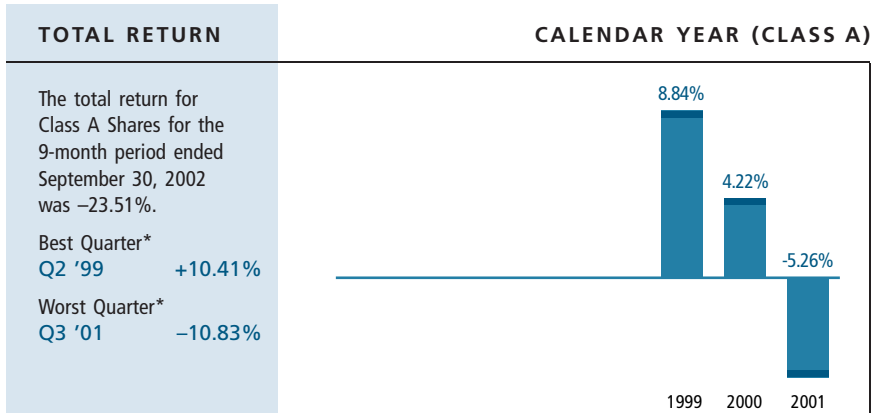 TOTAL RETURN
CALENDAR YEAR (CLASS A)
The total return for
Class A Shares for the
9-month period ended
September 30, 2002
was –23.51%.
Best Quarter*
Q2 ’99 +10.41%
Worst Quarter*
Q3 ’01 –10.83%
8.84%
4.22%
-5.26%
1999 2000 2001